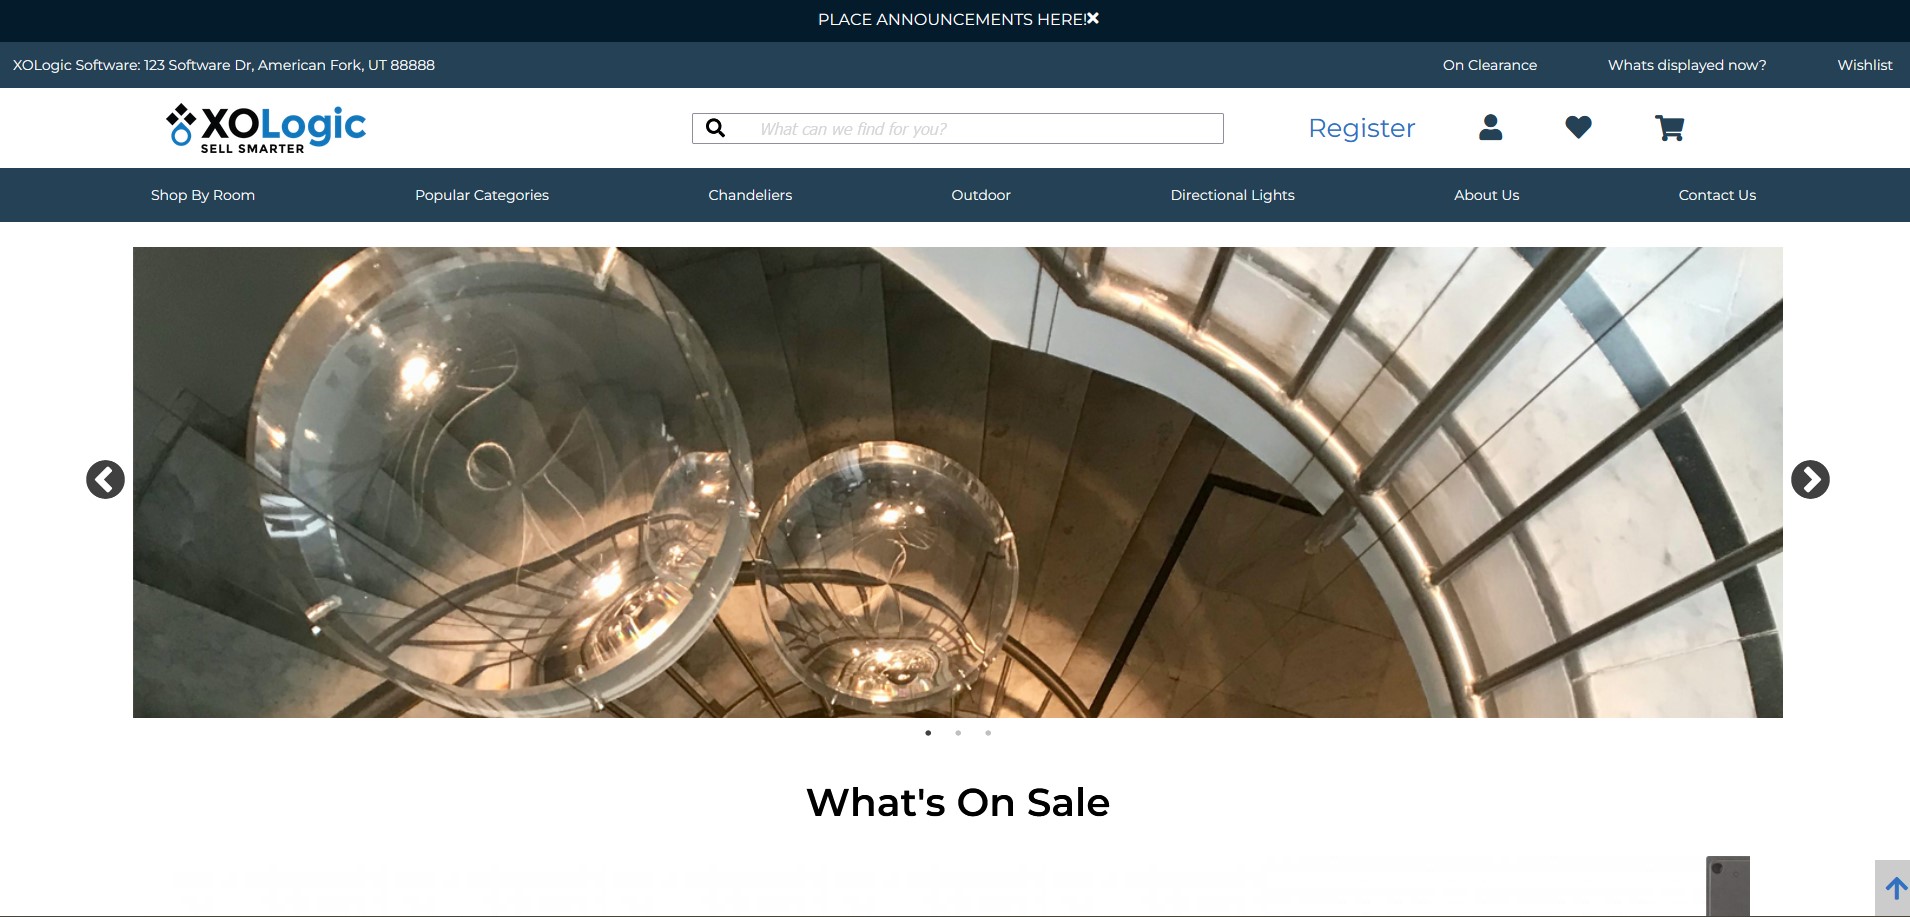 PLACE ANNOUNCEMENTS HERE!
XOLogic Software: 123 Software Dr, American Fork, UT 88888
On Clearance
Whats displayed now?
Wishlist
XOLogic
SELL SMARTER
What can we find for you?
Register
Shop By Room
Popular Categories
Chandeliers
Outdoor
Directional Lights
About Us
Contact Us
What's On Sale